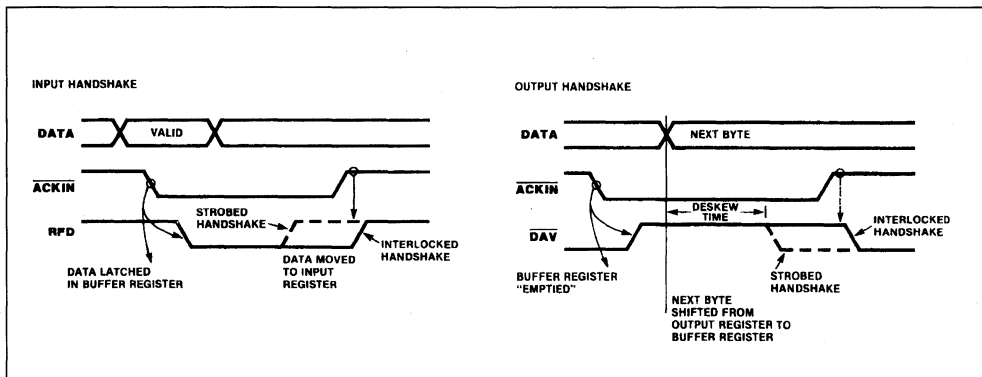 INPUT HANDSHAKE
DATA
VALID
ACKIN
RFD
STROBED
HANDSHAKE
INTERLOCKED
HANDSHAKE
DATA LATCHED
IN BUFFER REGISTER
DATA MOVED
TO INPUT
REGISTER
OUTPUT HANDSHAKE
DATA
NEXT BYTE
ACKIN
DESKEW
TIME
DAV
INTERLOCKED
HANDSHAKE
BUFFER REGISTER
"EMPTIED"
STROBED
HANDSHAKE
NEXT BYTE
SHIFTED FROM
OUTPUT REGISTER TO
BUFFER REGISTER